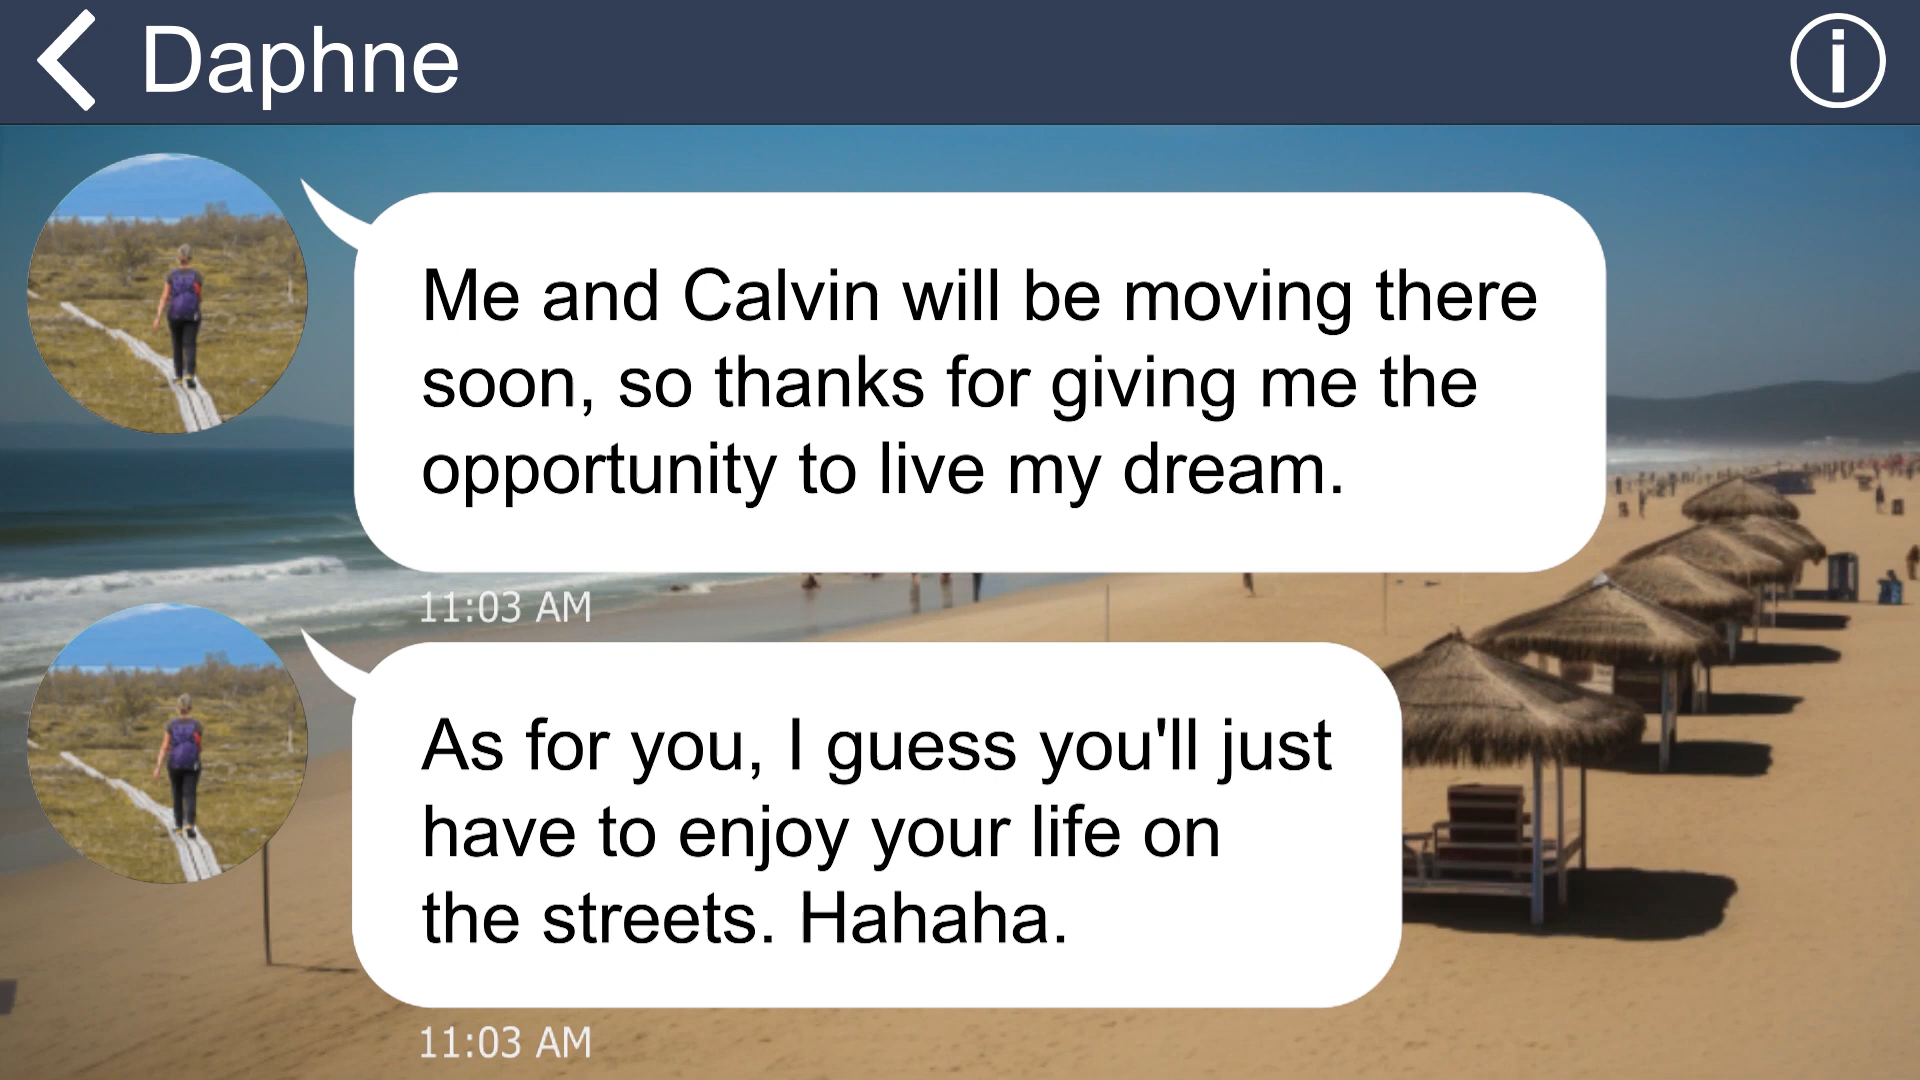 Daphne
Me and Calvin will be moving there
soon, so thanks for giving me the
opportunity to live my dream.
11:03 AM
As for you, I guess you'll just
have to enjoy your life on
the streets. Hahaha.
11:03 AM